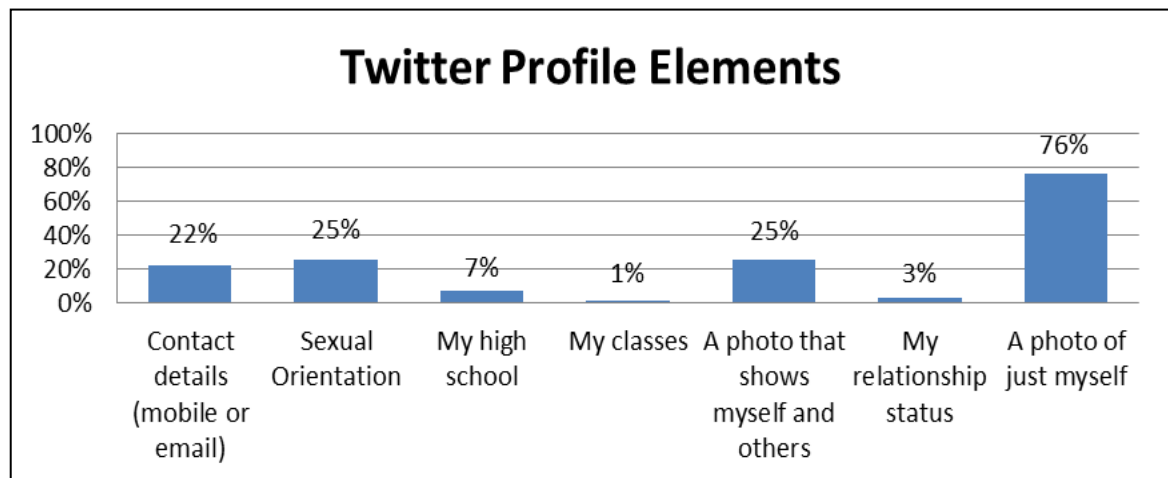 Twitter Profile Elements
100%
80%
60%
40%
20%
0%
22%
25%
7%
1%
25%
3%
76%
Contact
details
(mobile or
email)
Sexual
Orientation
My high
school
My classes
A photo that
shows
myself and
others
My
relationship
status
A photo of
just myself